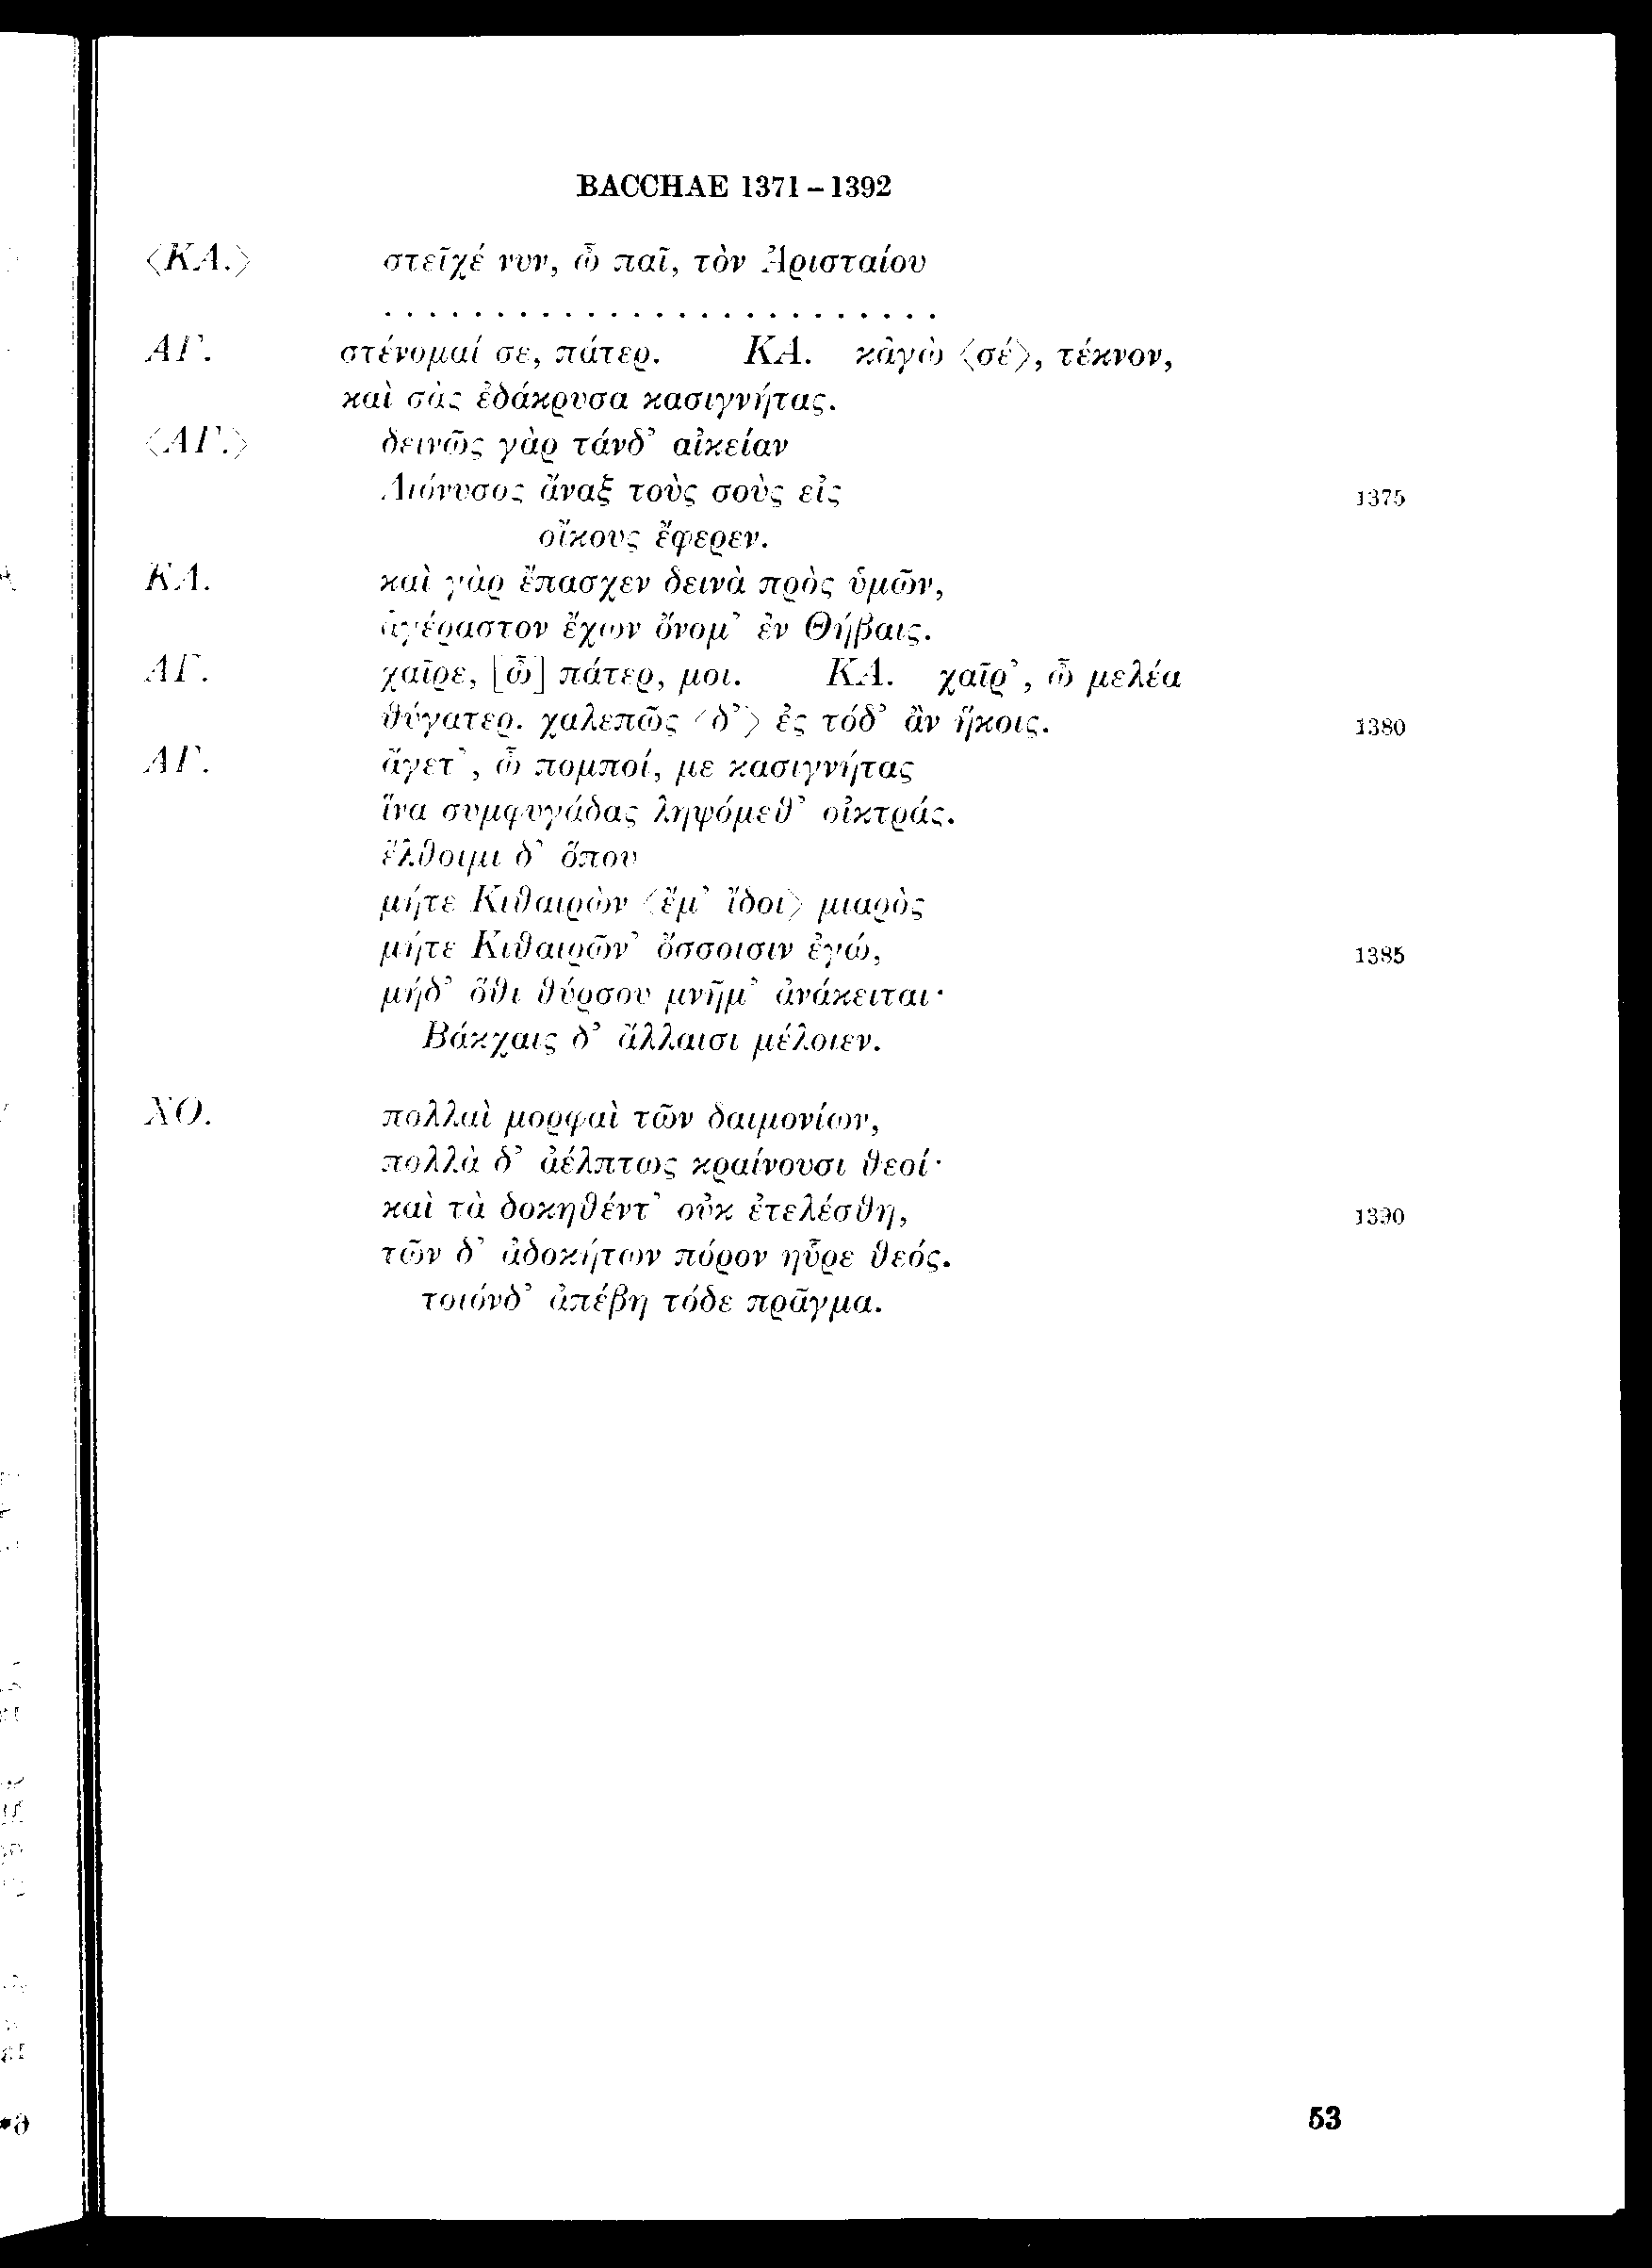 BACCHAE 1371-1392
⟨ΚΑ.⟩ στεῖχέ νυν, ὦ παῖ, τὸν Ἀρισταίου
. . . . . . . . . . . . . . . . . . . . . . . . .
ΑΓ. στένομαί σε, πάτερ. ΚΑ. κἀγὼ ⟨σέ⟩, τέκνον,
καὶ σὰς ἐδάκρυσα κασιγνήτας.
⟨ΑΓ.⟩ δεινῶς γὰρ τάνδ’ αἰκείαν
Διόνυσος ἄναξ τοὺς σοὺς εἰς 1375
οἴκους ἔφερεν.
ΚΑ. καὶ γὰρ ἔπασχεν δεινὰ πρὸς ὑμῶν,
ἀγέραστον ἔχων ὄνομ’ ἐν Θήβαις.
ΑΓ. χαῖρε, [ὦ] πάτερ, μοι. ΚΑ. χαῖρ’, ὦ μελέα
θύγατερ. χαλεπῶς ⟨δ’⟩ ἐς τόδ’ ἂν ἥκοις. 1380
ΑΓ. ἄγετ’, ὦ πομποί, με κασιγνήτας
ἵνα συμφυγάδας ληψόμεθ’ οἰκτράς.
ἔλθοιμι δ’ ὅπου
μήτε Κιθαιρὼν ⟨ἔμ’ ἴδοι⟩ μιαρὸς
μήτε Κιθαιρῶν’ ὄσσοισιν ἐγώ, 1385
μήδ’ ὅθι θύρσου μνῆμ’ ἀνάκειται·
Βάκχαις δ’ ἄλλαισι μέλοιεν.
ΧΟ. πολλαὶ μορφαὶ τῶν δαιμονίων,
πολλὰ δ’ ἀέλπτως κραίνουσι θεοί·
καὶ τὰ δοκηθέντ’ οὐκ ἐτελέσθη, 1390
τῶν δ’ ἀδοκήτων πόρον ηὗρε θεός.
τοιόνδ’ ἀπέβη τόδε πρᾶγμα.
53